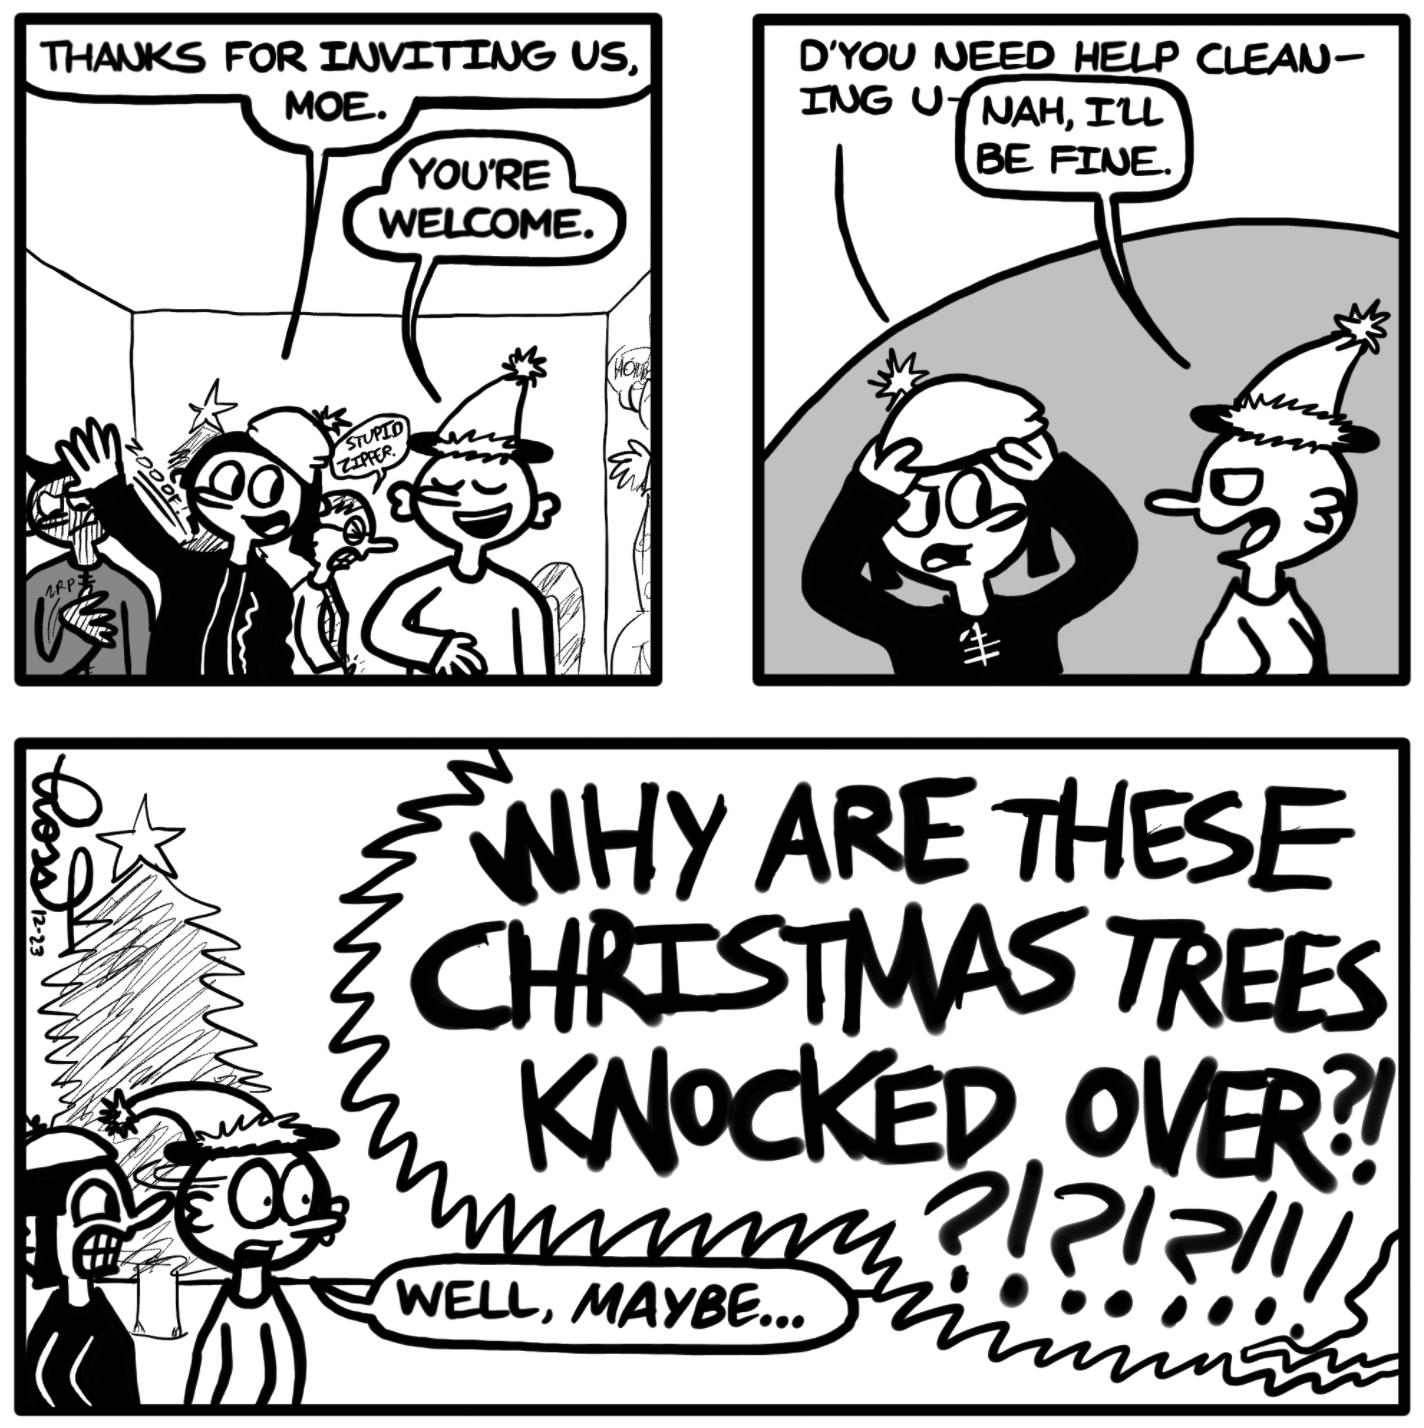 THANKS FOR INVITING US,
MOE.
YOU'RE
WELCOME.
STUPID
ZIPPER.
D'YOU NEED HELP CLEAN-
ING U-
NAH, I'LL
BE FINE.
WHY ARE THESE
CHRISTMAS TREES
KNOCKED OVER?!
?!?!?!!!
WELL, MAYBE...
12-23